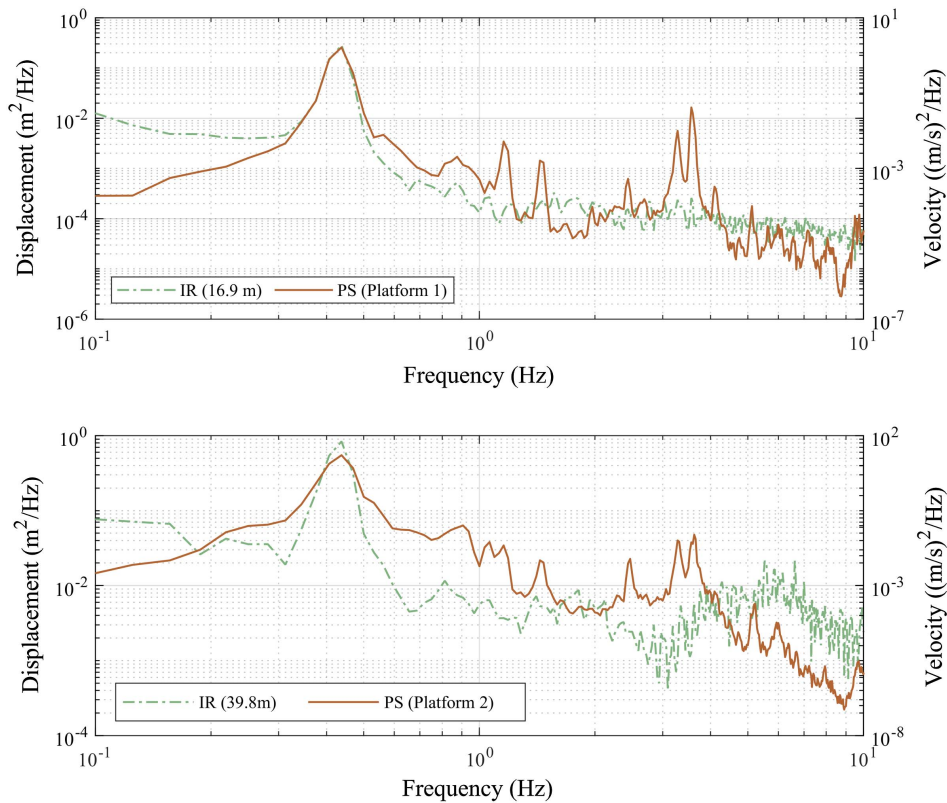 10^0
10^1
10^-2
10^-3
10^-4
10^-6
10^-7
Displacement (m^2/Hz)
Velocity ((m/s)^2/Hz)
IR (16.9 m) PS (Platform 1)
10^-1 10^0 10^1
Frequency (Hz)
10^0
10^2
10^-2
10^-3
10^-4
10^-8
Displacement (m^2/Hz)
Velocity ((m/s)^2/Hz)
IR (39.8m) PS (Platform 2)
10^-1 10^0 10^1
Frequency (Hz)